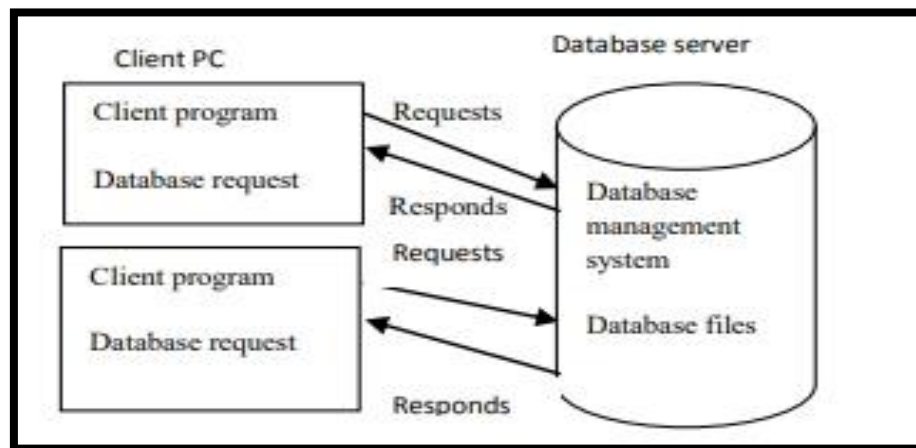 Client PC
Database server
Client program
Database request
Requests
Responds
Client program
Database request
Requests
Responds
Database
management
system
Database files